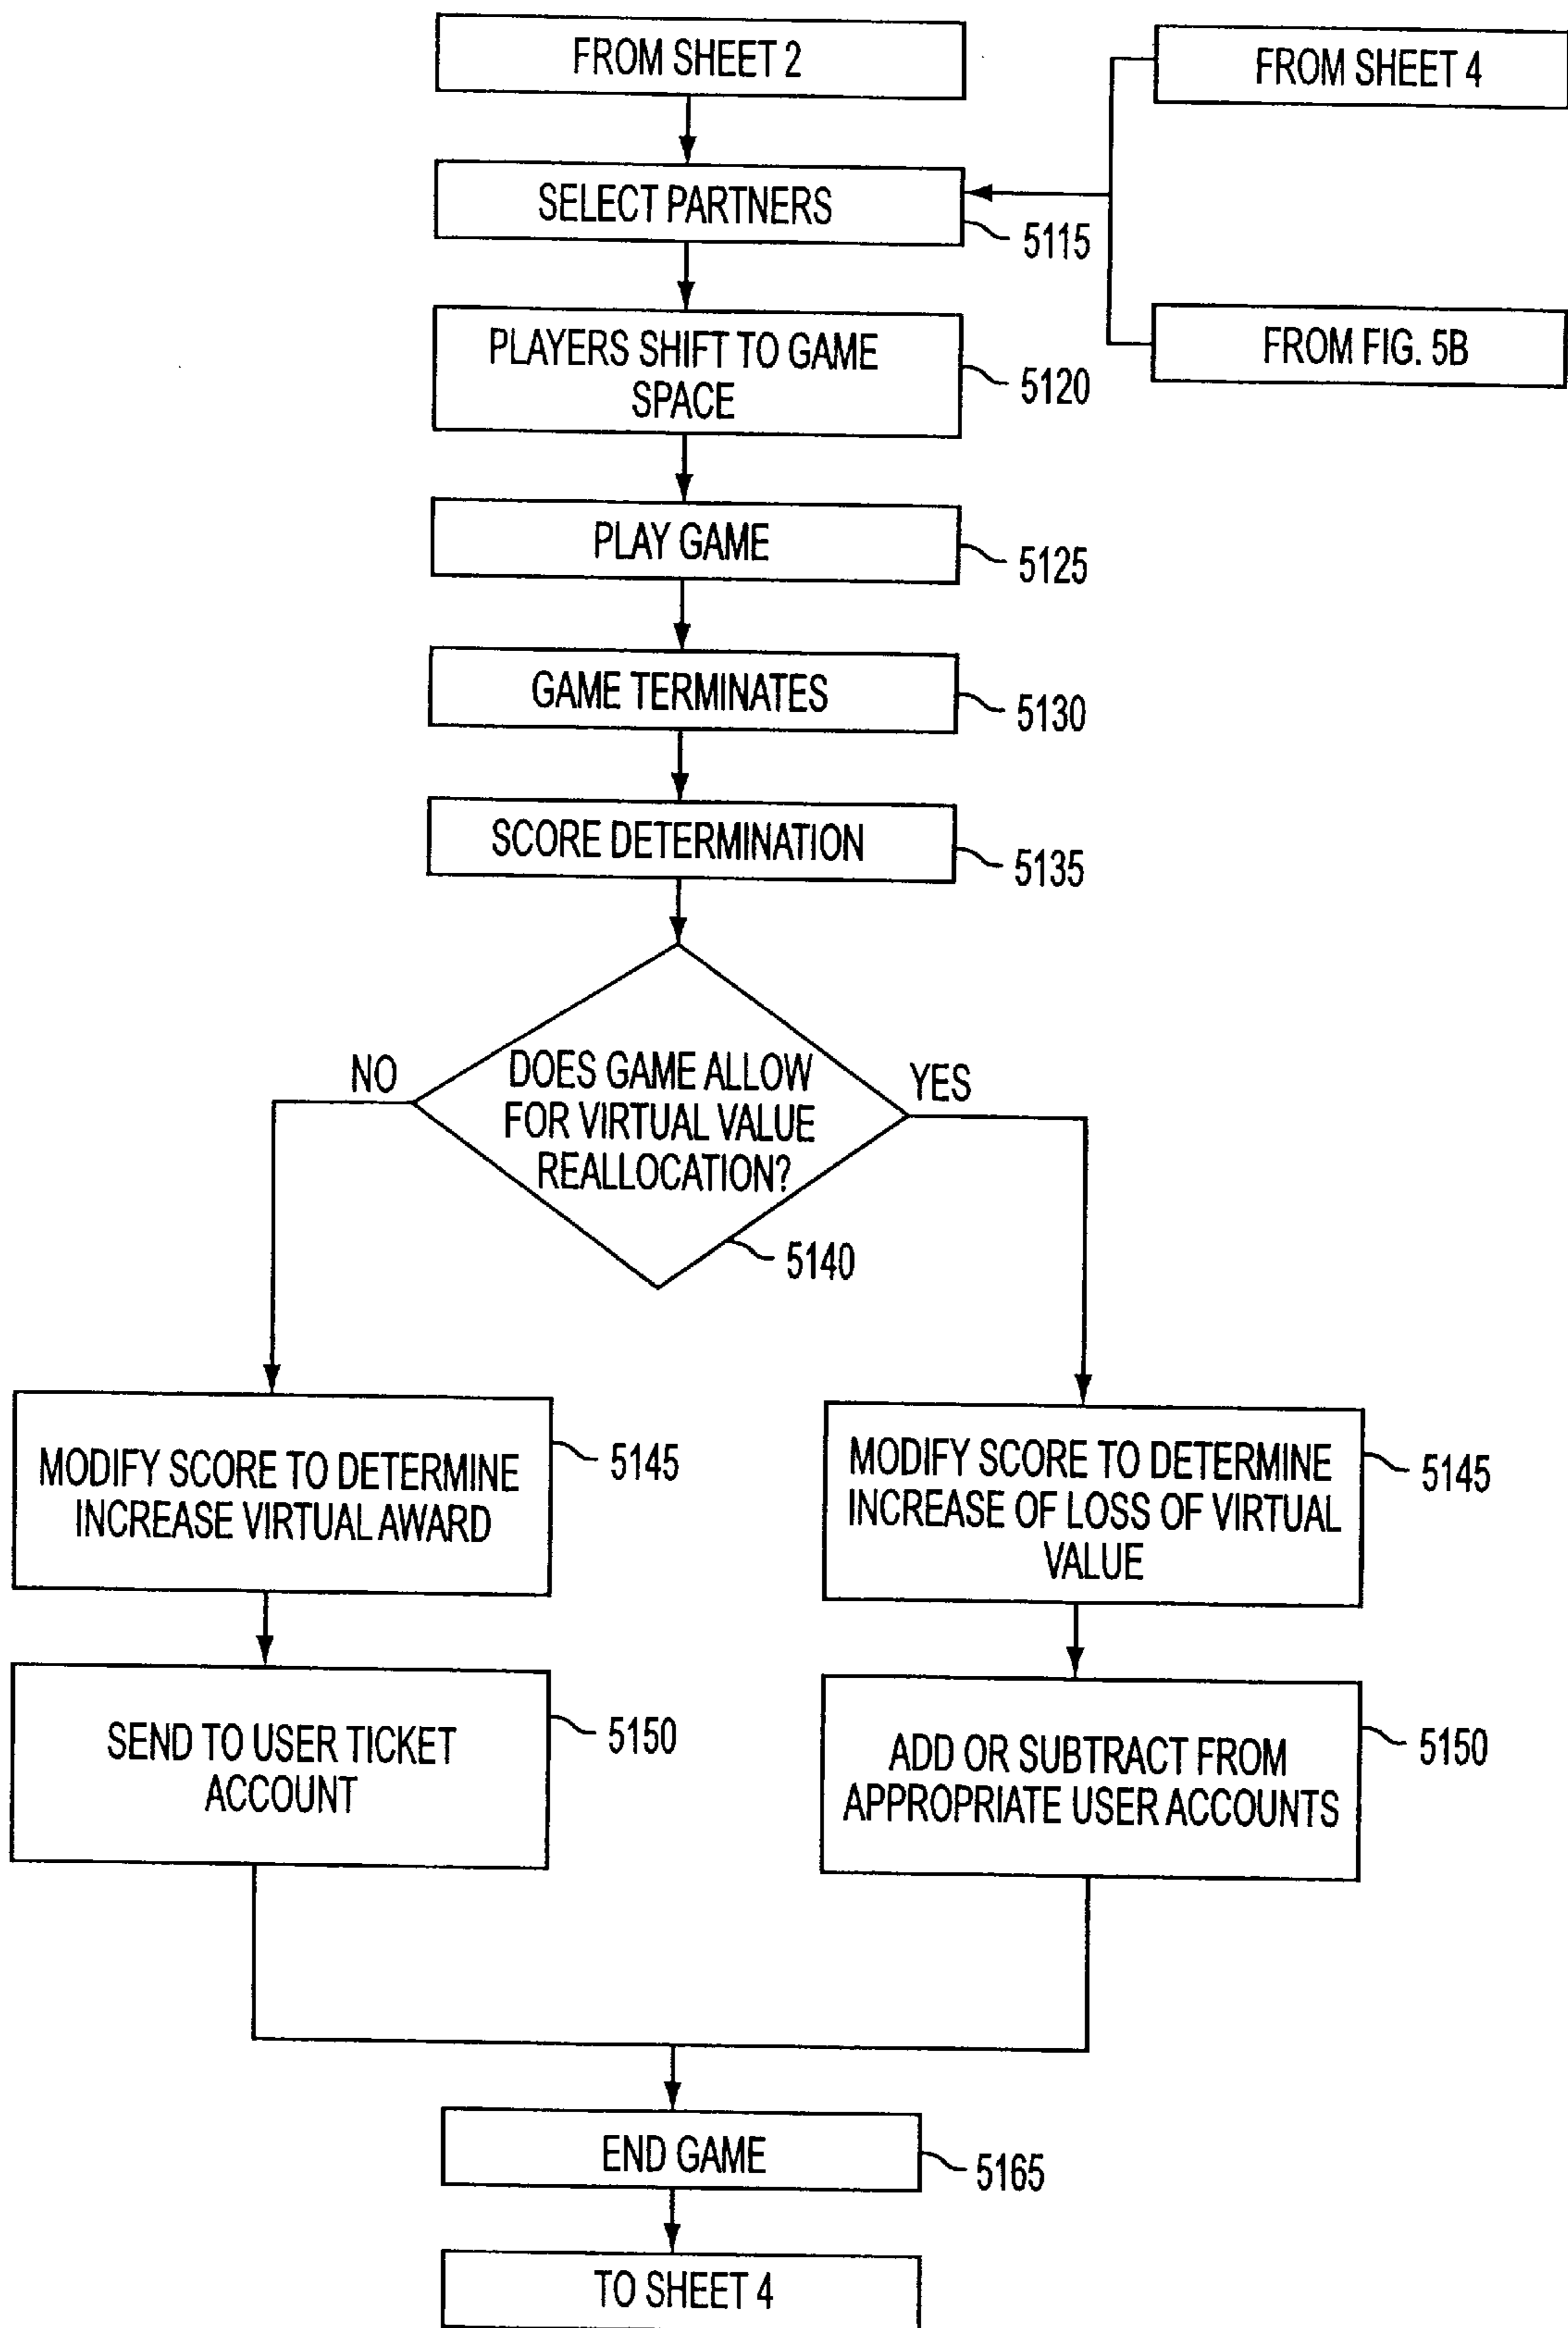 FROM SHEET 2
FROM SHEET 4
SELECT PARTNERS
5115
PLAYERS SHIFT TO GAME
SPACE
5120
FROM FIG. 5B
PLAY GAME
5125
GAME TERMINATES
5130
SCORE DETERMINATION
5135
NO
DOES GAME ALLOW
FOR VIRTUAL VALUE
REALLOCATION?
YES
5140
MODIFY SCORE TO DETERMINE
INCREASE VIRTUAL AWARD
5145
MODIFY SCORE TO DETERMINE
INCREASE OF LOSS OF VIRTUAL
VALUE
5145
SEND TO USER TICKET
ACCOUNT
5150
ADD OR SUBTRACT FROM
APPROPRIATE USER ACCOUNTS
5150
END GAME
5165
TO SHEET 4